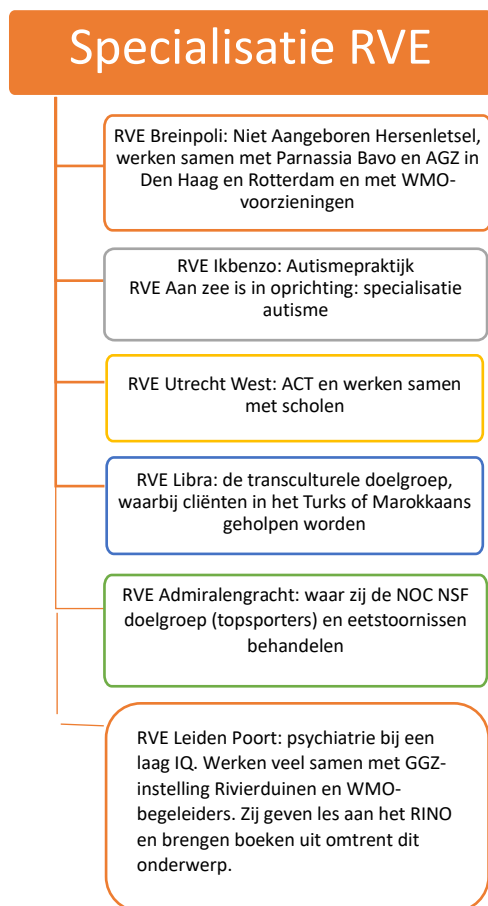 Specialisatie RVE
RVE Breinpoli: Niet Aangeboren Hersenletsel,
werken samen met Parnassia Bavo en AGZ in
Den Haag en Rotterdam en met WMO-
voorzieningen
RVE Ikbenzo: Autismepraktijk
RVE Aan zee is in oprichting: specialisatie
autisme
RVE Utrecht West: ACT en werken samen
met scholen
RVE Libra: de transculturele doelgroep,
waarbij cliënten in het Turks of Marokkaans
geholpen worden
RVE Admiralengracht: waar zij de NOC NSF
doelgroep (topsporters) en eetstoornissen
behandelen
RVE Leiden Poort: psychiatrie bij een
laag IQ. Werken veel samen met GGZ-
instelling Rivierduinen en WMO-
begeleiders. Zij geven les aan het RINO
en brengen boeken uit omtrent dit
onderwerp.